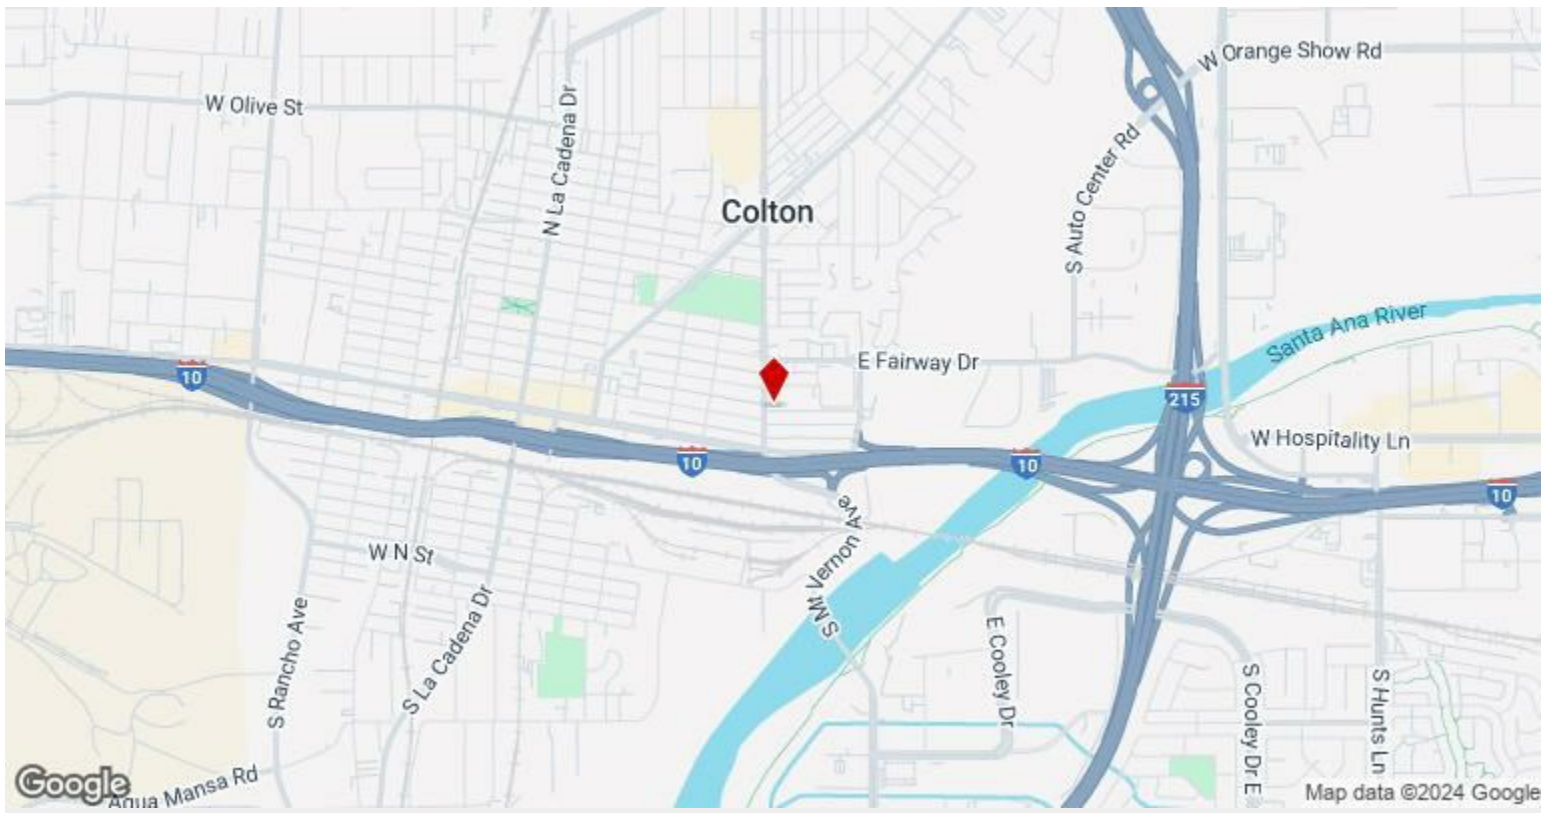 W Orange Show Rd
W Olive St
N La Cadena Dr
S Auto Center Rd
Colton
Santa Ana River
E Fairway Dr
10
215
W Hospitality Ln
10
10
10
S Mt Vernon Ave
W N St
S Rancho Ave
S La Cadena Dr
E Cooley Dr
S Cooley Dr E
S Hunts Ln
Google
Agua Mansa Rd
Map data ©2024 Google